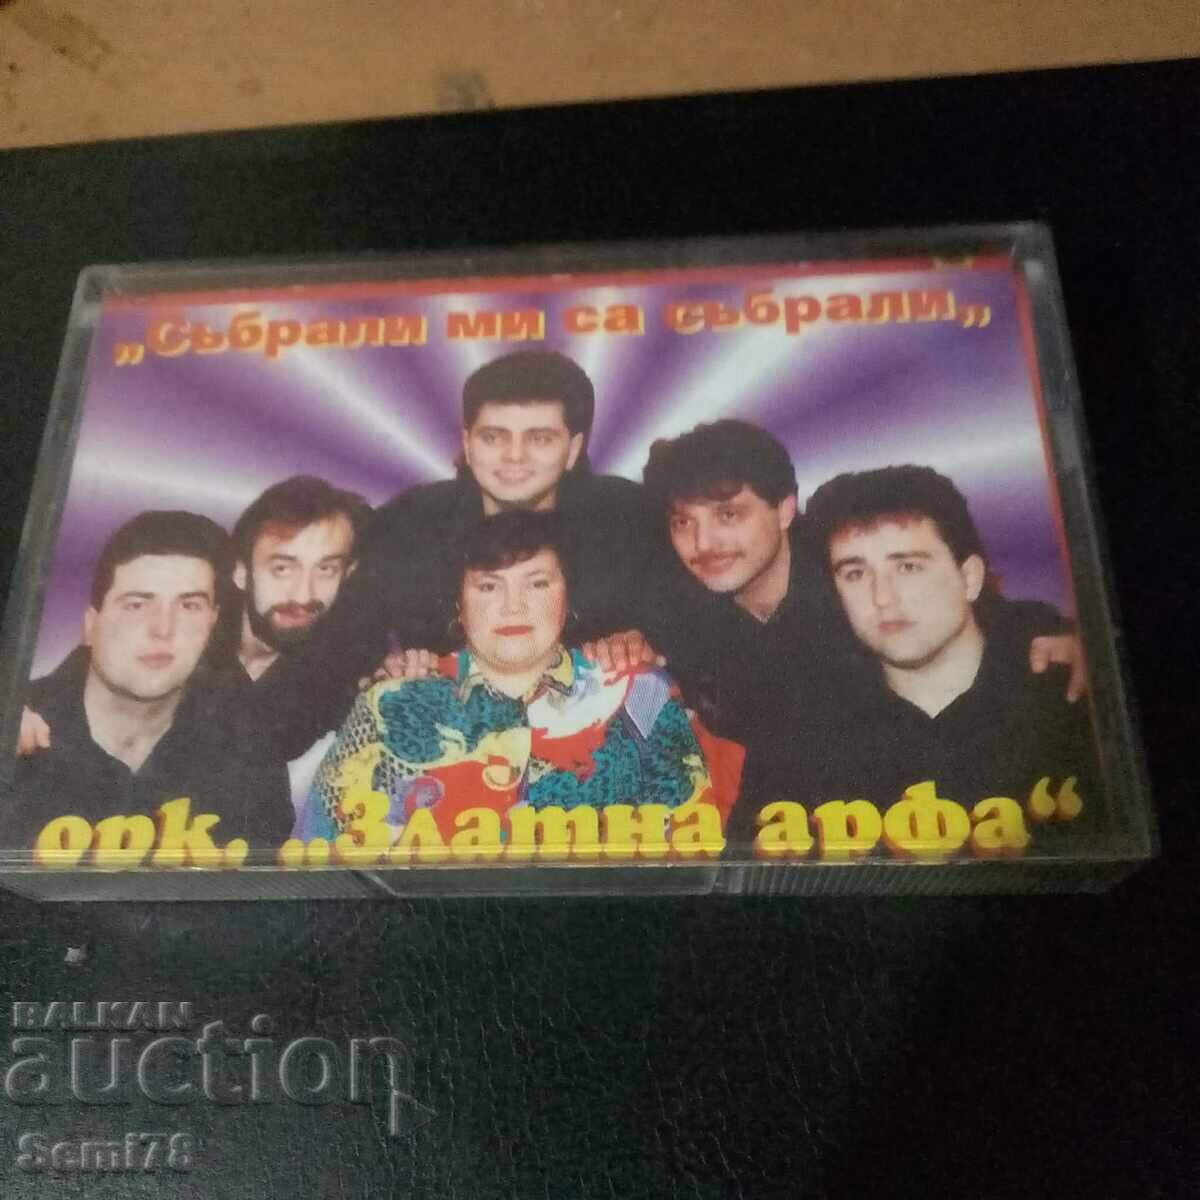 „Събрали ми са събрали„
орк. „Златна арфа“
BALKAN
auction
Semi78